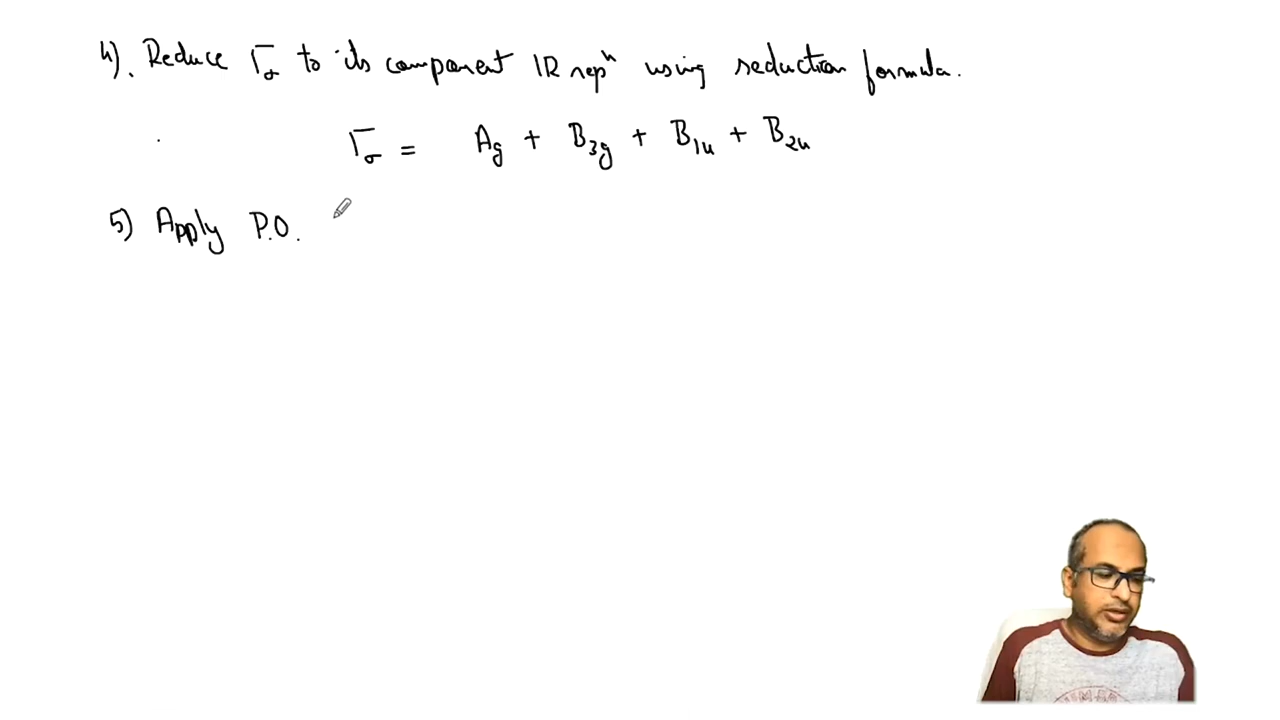 4). Reduce Γσ to its component IR repⁿ using reduction formula.
Γσ = Ag + B3g + B1u + B2u
5) Apply P.O.